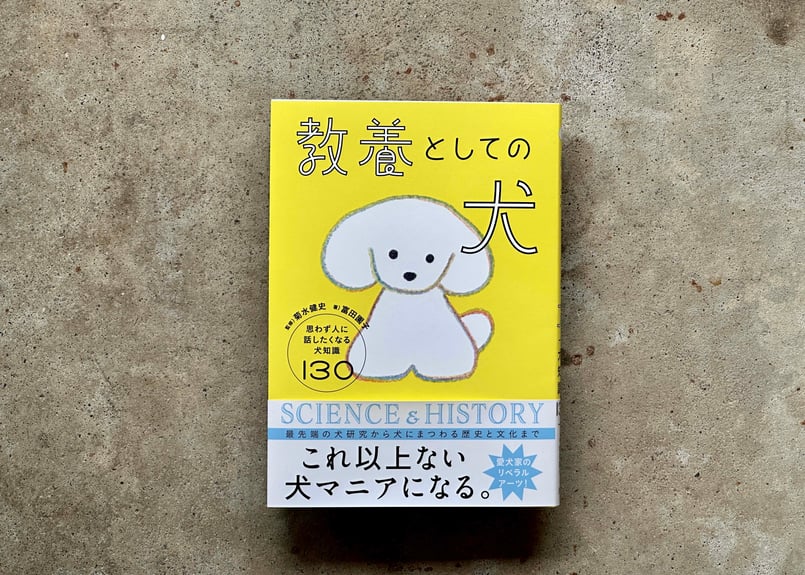 教養としての
犬
監修）菊水健史 著）富田園子
思わず人に
話したくなる
犬知識
130
SCIENCE & HISTORY
最先端の犬研究から犬にまつわる歴史と文化まで
これ以上ない
犬マニアになる。
愛犬家の
リベラル
アーツ！